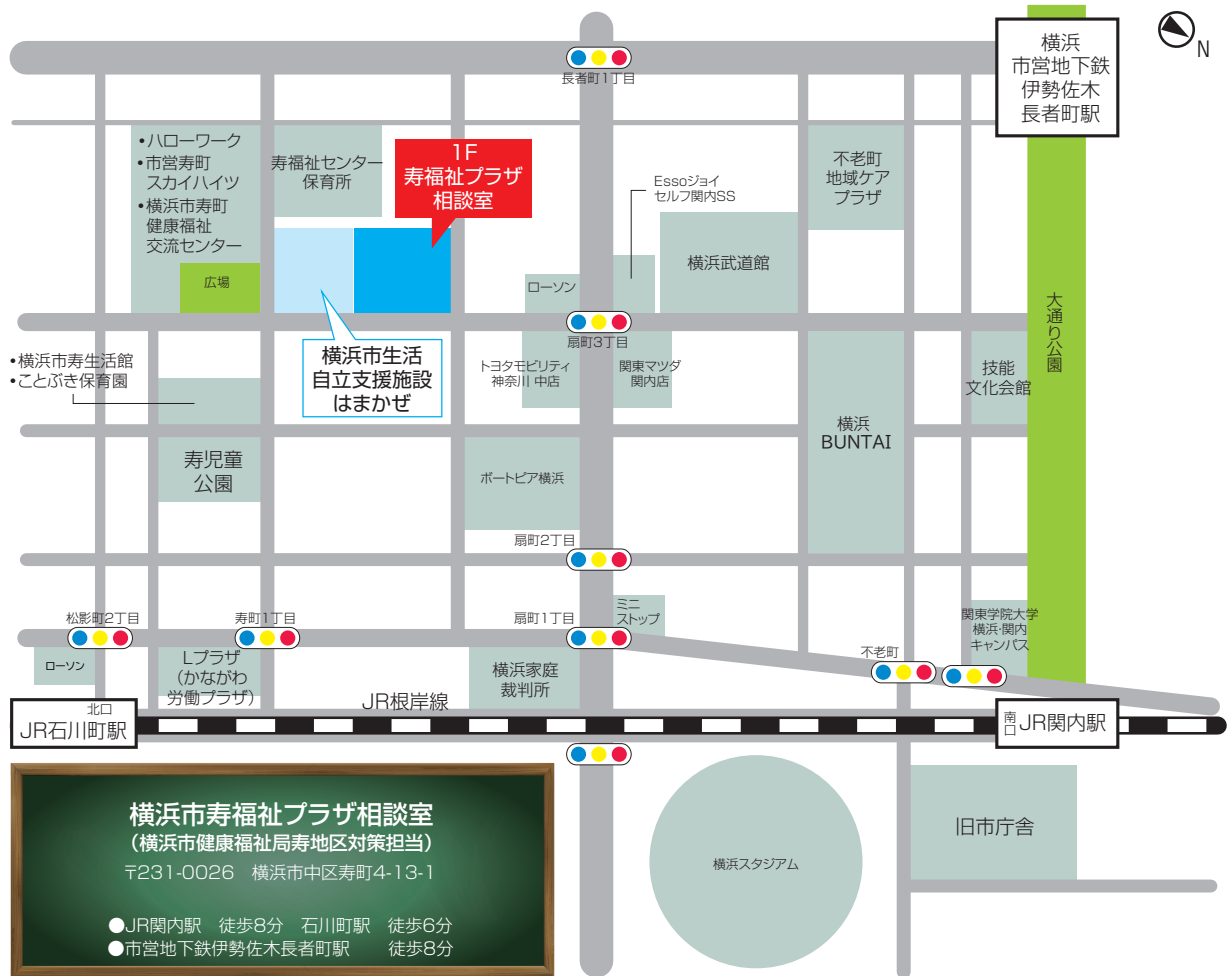 N
横浜
市営地下鉄
伊勢佐木
長者町駅
長者町1丁目
•ハローワーク
•市営寿町
スカイハイツ
•横浜市寿町
健康福祉
交流センター
広場
寿福祉センター
保育所
1F
寿福祉プラザ
相談室
Essoジョイ
セルフ関内SS
横浜武道館
不老町
地域ケア
プラザ
ローソン
扇町3丁目
大通り公園
•横浜市寿生活館
•ことぶき保育園
横浜市生活
自立支援施設
はまかぜ
トヨタモビリティ
神奈川 中店
関東マツダ
関内店
技能
文化会館
横浜
BUNTAI
寿児童
公園
ボートピア横浜
扇町2丁目
松影町2丁目
寿町1丁目
扇町1丁目
ミニ
ストップ
不老町
関東学院大学
横浜・関内
キャンパス
ローソン
Lプラザ
(かながわ
労働プラザ)
横浜家庭
裁判所
JR根岸線
北口
JR石川町駅
南口
JR関内駅
横浜市寿福祉プラザ相談室
(横浜市健康福祉局寿地区対策担当)
〒231-0026 横浜市中区寿町4-13-1
●JR関内駅 徒歩8分 石川町駅 徒歩6分
●市営地下鉄伊勢佐木長者町駅 徒歩8分
横浜スタジアム
旧市庁舎